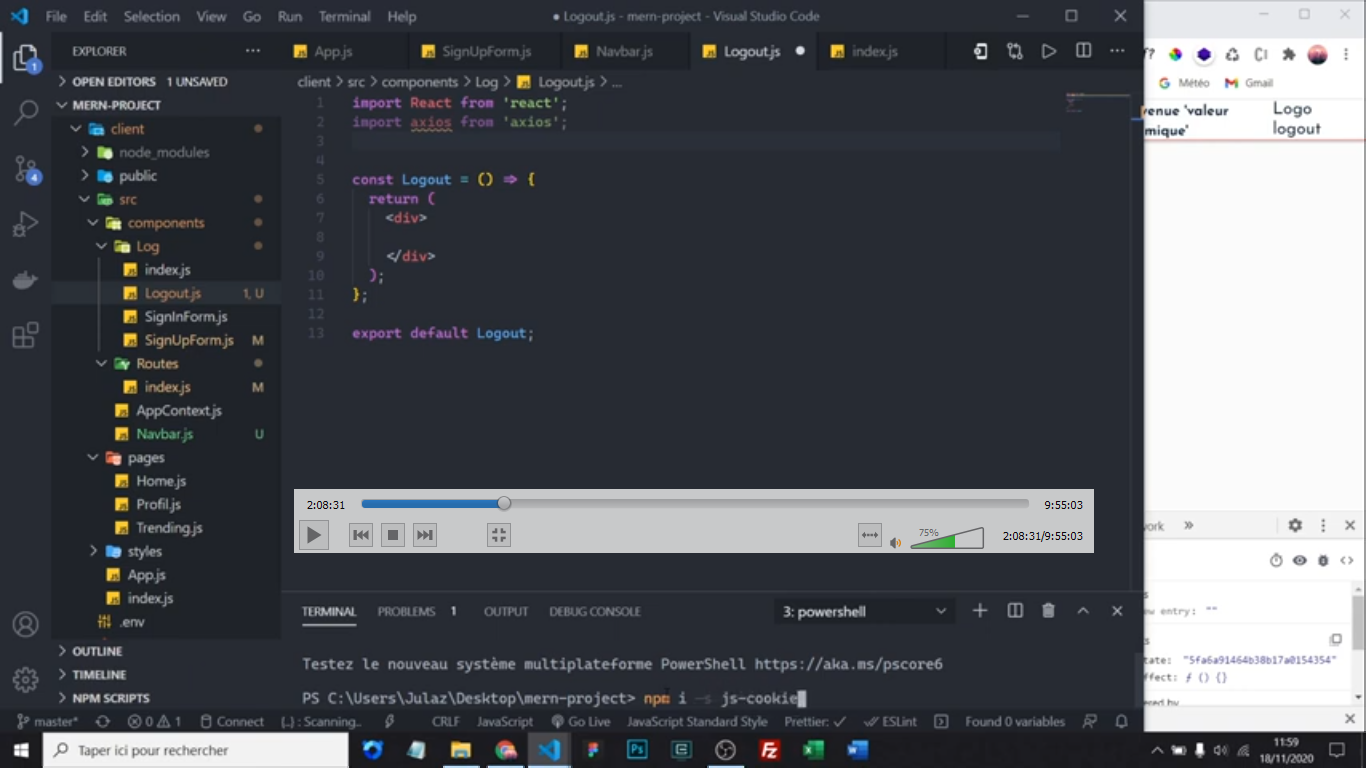 File Edit Selection View Go Run Terminal Help
● Logout.js - mern-project - Visual Studio Code
EXPLORER
App.js
SignUpForm.js
Navbar.js
Logout.js
index.js
OPEN EDITORS 1 UNSAVED
MERN-PROJECT
client
node_modules
public
src
components
Log
index.js
Logout.js 1, U
SignInForm.js
SignUpForm.js M
Routes
index.js M
AppContext.js
Navbar.js U
pages
Home.js
Profil.js
Trending.js
styles
App.js
index.js
.env
OUTLINE
TIMELINE
NPM SCRIPTS
1
4
client > src > components > Log > Logout.js > ...
1 import React from 'react';
2 import axios from 'axios';
3
4
5 const Logout = () => {
6 return (
7 <div>
8
9 </div>
10 );
11 };
12
13 export default Logout;
2:08:31
9:55:03
75%
2:08:31/9:55:03
TERMINAL PROBLEMS 1 OUTPUT DEBUG CONSOLE
3: powershell
Testez le nouveau système multiplateforme PowerShell https://aka.ms/pscore6
PS C:\Users\Julaz\Desktop\mern-project> npm i -s js-cookie
master* 0 1 Connect {..} : Scanning.. CRLF JavaScript Go Live JavaScript Standard Style Prettier: ✓ ESLint Found 0 variables
Météo
Gmail
venue 'valeur
mique'
Logo
logout
ork »
ew entry: ""
tate: "5fa6a91464b38b17a0154354"
ffect: ƒ () {}
dered by
Taper ici pour rechercher
11:59
18/11/2020